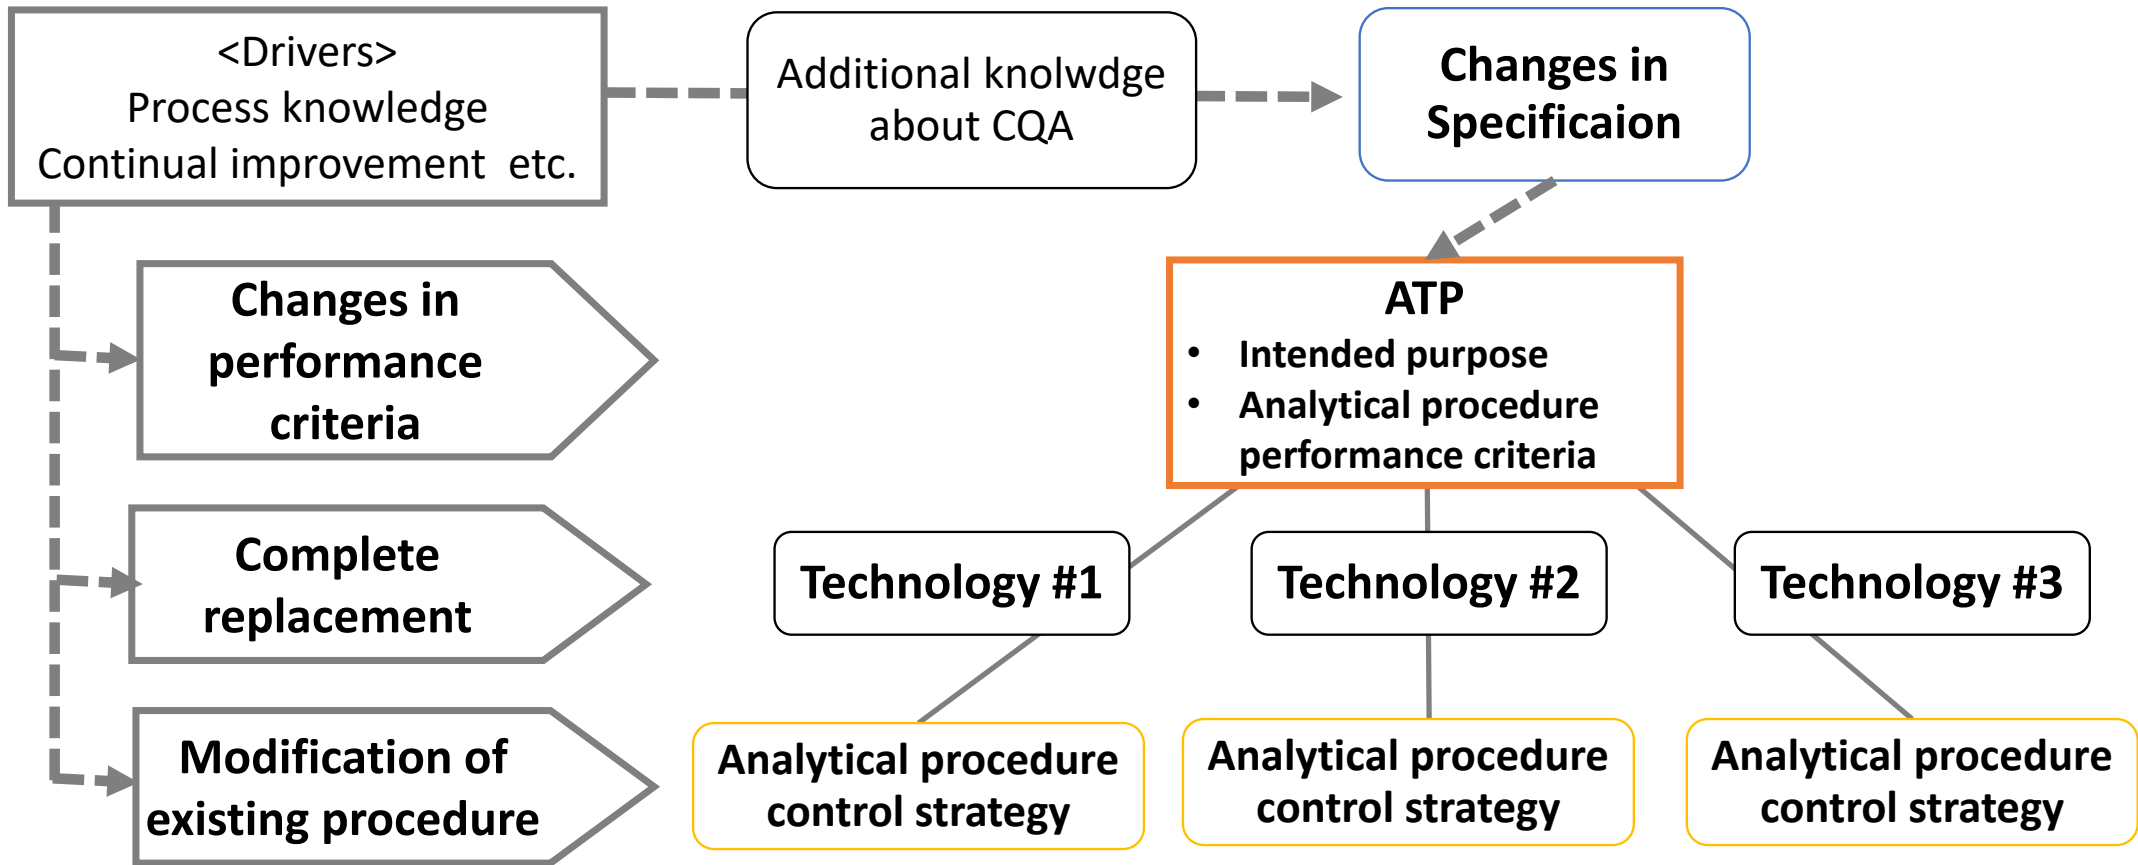 <Drivers>
Process knowledge
Continual improvement  etc.
Additional knolwdge
about CQA
Changes in
Specificaion
Changes in
performance
criteria
ATP
• Intended purpose
• Analytical procedure
performance criteria
Complete
replacement
Technology #1
Technology #2
Technology #3
Modification of
existing procedure
Analytical procedure
control strategy
Analytical procedure
control strategy
Analytical procedure
control strategy